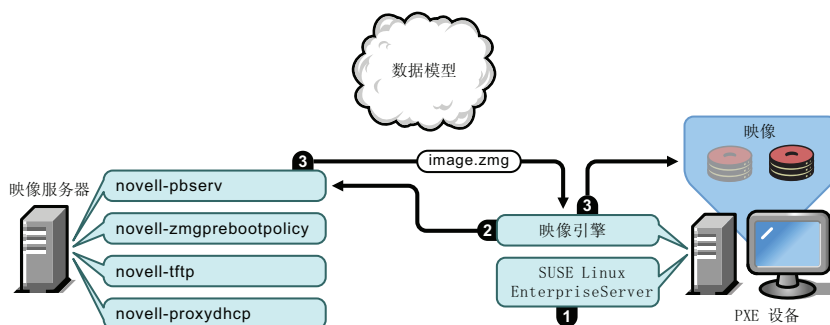 数据模型
映像
3
image.zmg
映像服务器
novell-pbserv
3
2
映像引擎
novell-zmgprebootpolicy
novell-tftp
SUSE Linux
EnterpriseServer
novell-proxydhcp
1
PXE 设备